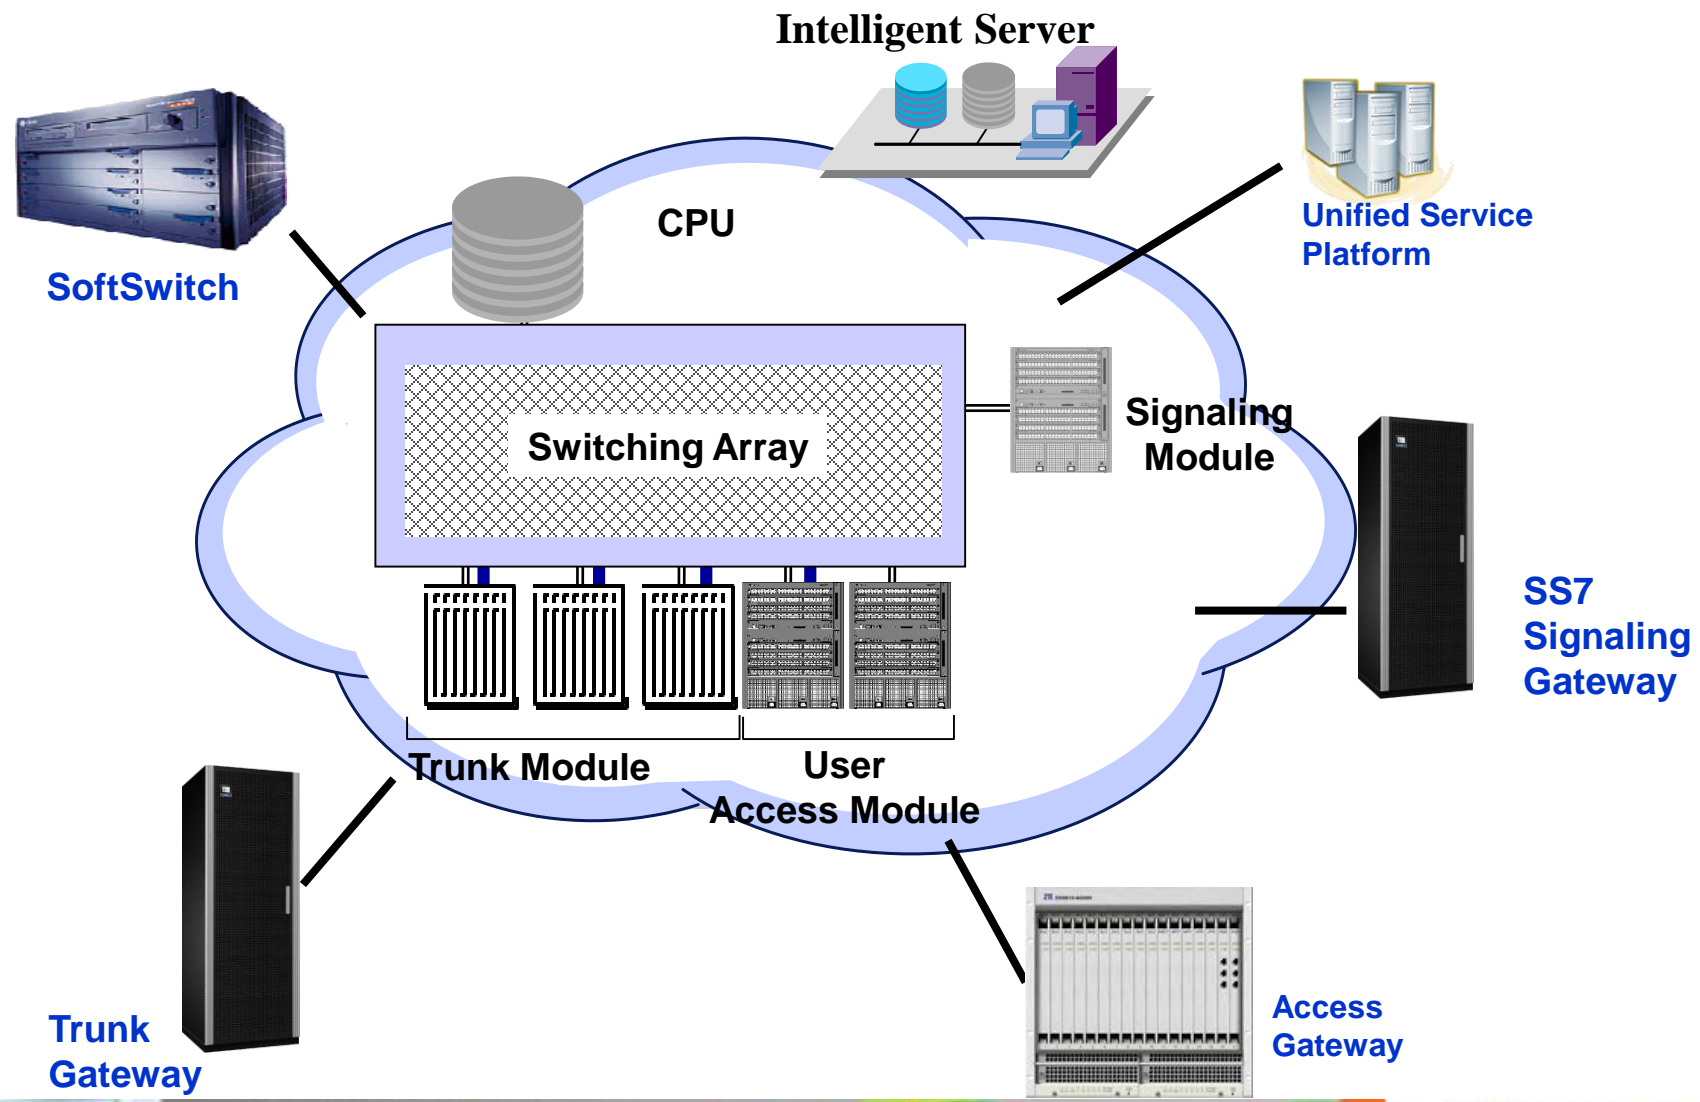 Intelligent Server
CPU
SoftSwitch
Unified Service
Platform
Switching Array
Signaling
Module
SS7
Signaling
Gateway
Trunk Module
User
Access Module
Trunk
Gateway
Access
Gateway